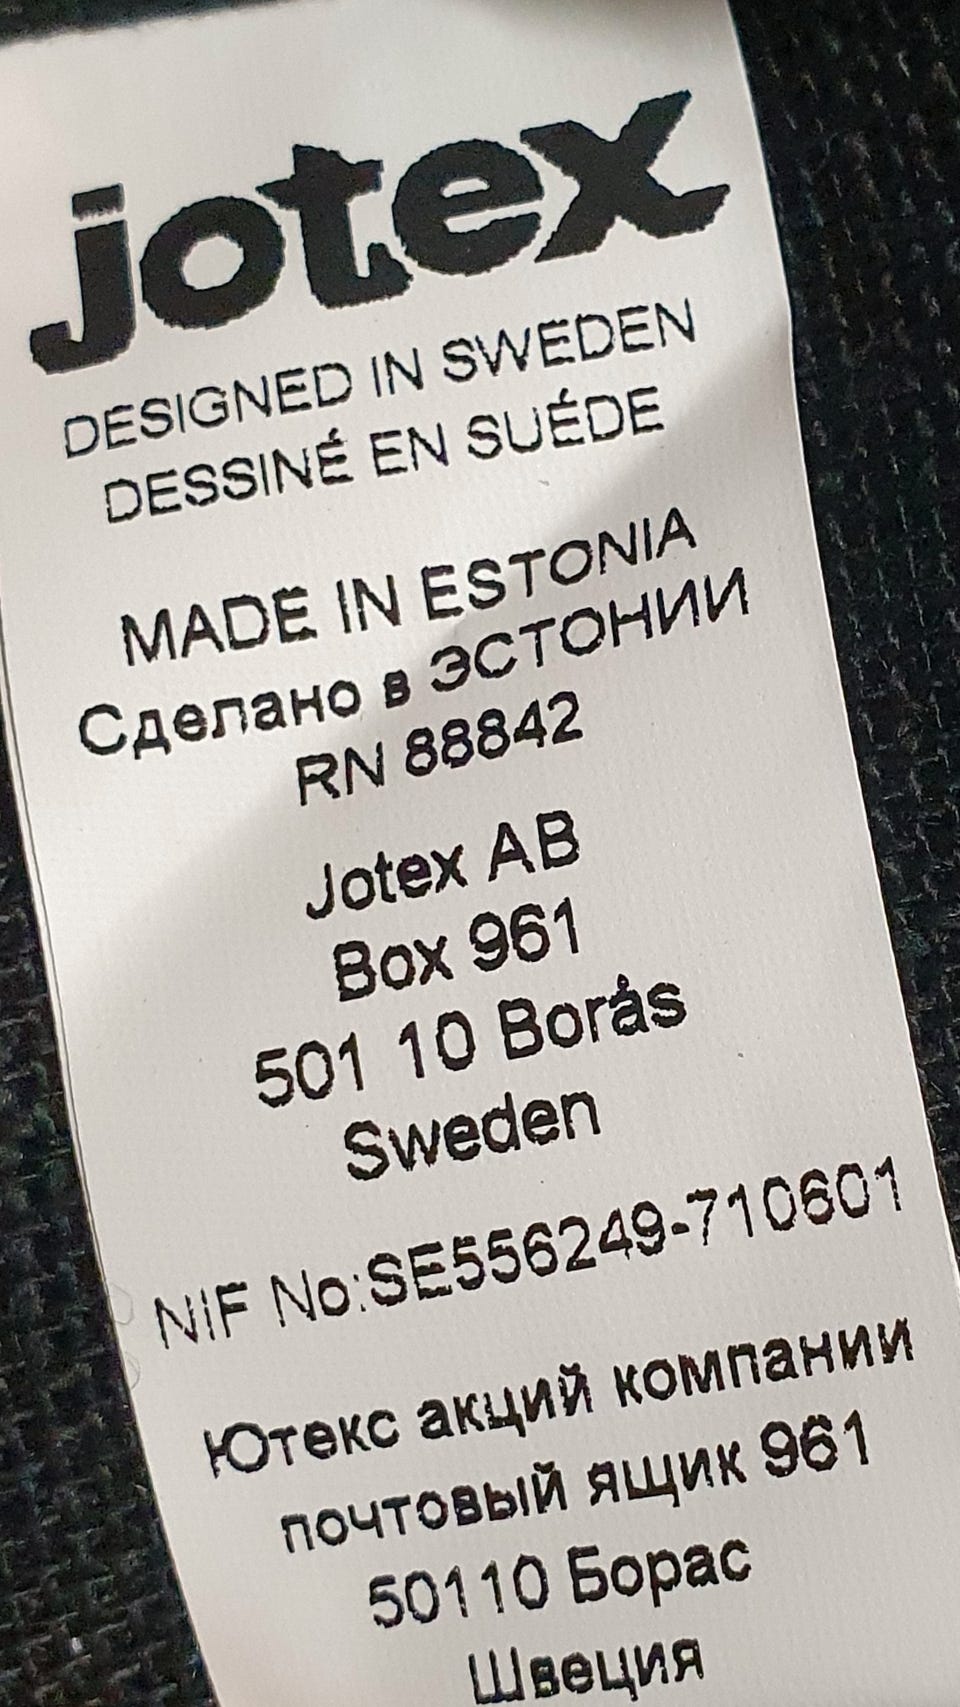 jotex
DESIGNED IN SWEDEN
DESSINÉ EN SUÉDE
MADE IN ESTONIA
Сделано в ЭСТОНИИ
RN 88842
Jotex AB
Box 961
501 10 Borås
Sweden
NIF No:SE556249-710601
Ютекс акций компании
почтовый ящик 961
50110 Борас
Швеция